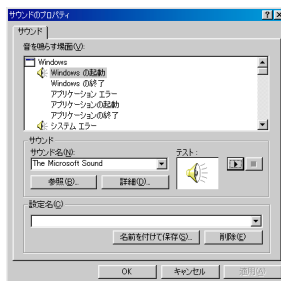 サウンドのプロパティ
サウンド
音を鳴らす場面(V):
Windows
Windows の起動
Windows の終了
アプリケーション エラー
アプリケーションの起動
アプリケーションの終了
システム エラー
サウンド
サウンド名(N):
テスト:
The Microsoft Sound
参照(B)...
詳細(D)...
設定名(C)
名前を付けて保存(S)...
削除(E)
OK
キャンセル
適用(A)